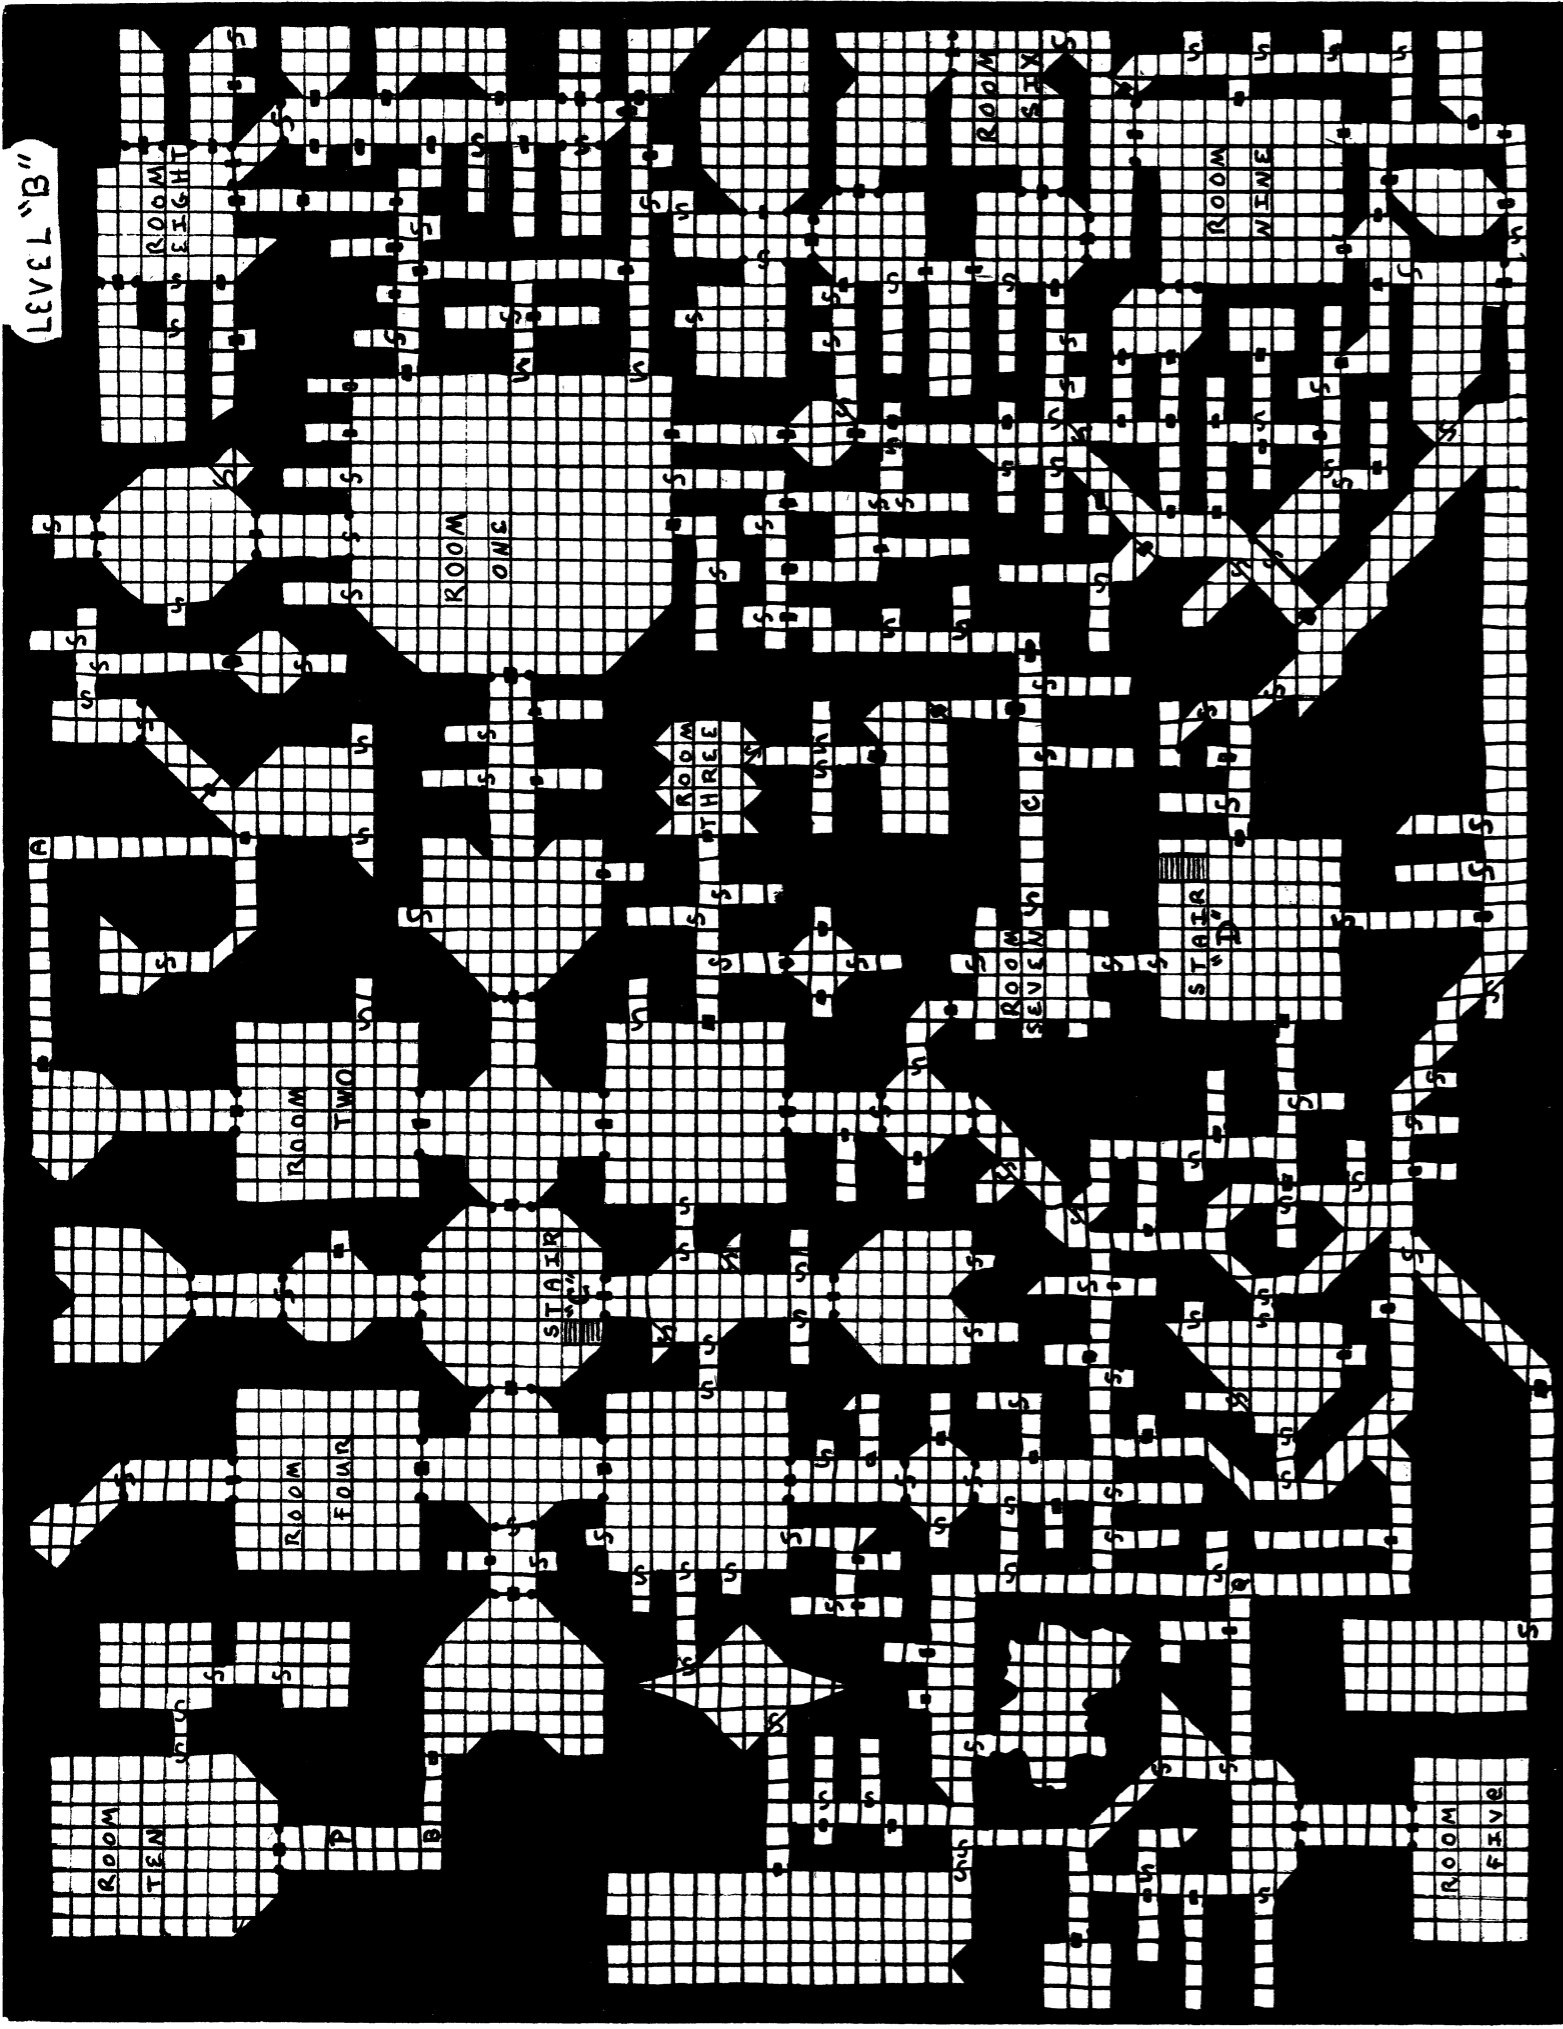 LEVEL "B"
A
ROOM
TEN
ROOM
EIGHT
ROOM
FOUR
ROOM
TWO
P
B
ROOM
ONE
STAIR
"C"
ROOM
THREE
ROOM
SIX
ROOM
SEVEN
C
STAIR
"D"
ROOM
NINE
ROOM
FIVE